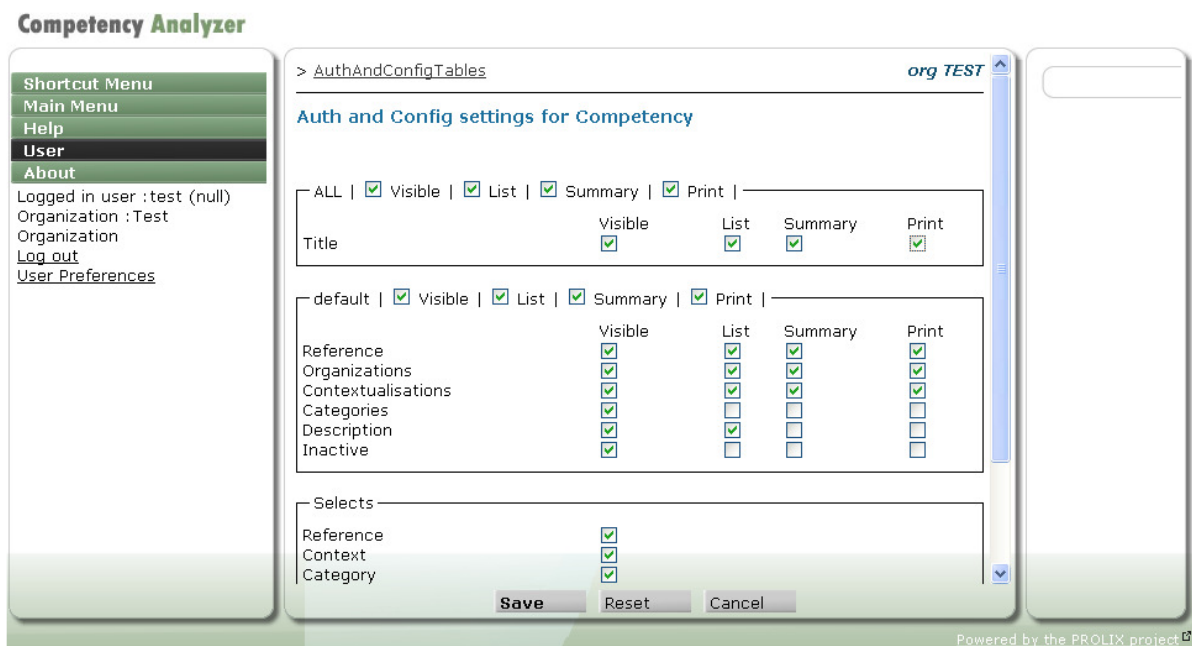 Competency Analyzer
Shortcut Menu
Main Menu
Help
User
About
Logged in user :test (null)
Organization :Test
Organization
Log out
User Preferences
> AuthAndConfigTables org TEST
Auth and Config settings for Competency
ALL | Visible | List | Summary | Print |
Visible List Summary Print
Title
default | Visible | List | Summary | Print |
Visible List Summary Print
Reference
Organizations
Contextualisations
Categories
Description
Inactive
Selects
Reference
Context
Category
Save Reset Cancel
Powered by the PROLIX project